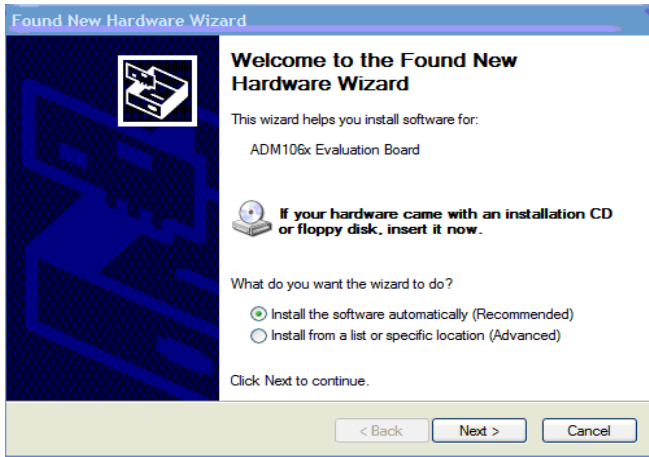 Found New Hardware Wizard
Welcome to the Found New
Hardware Wizard
This wizard helps you install software for:
ADM106x Evaluation Board
If your hardware came with an installation CD
or floppy disk, insert it now.
What do you want the wizard to do?
Install the software automatically (Recommended)
Install from a list or specific location (Advanced)
Click Next to continue.
< Back Next > Cancel